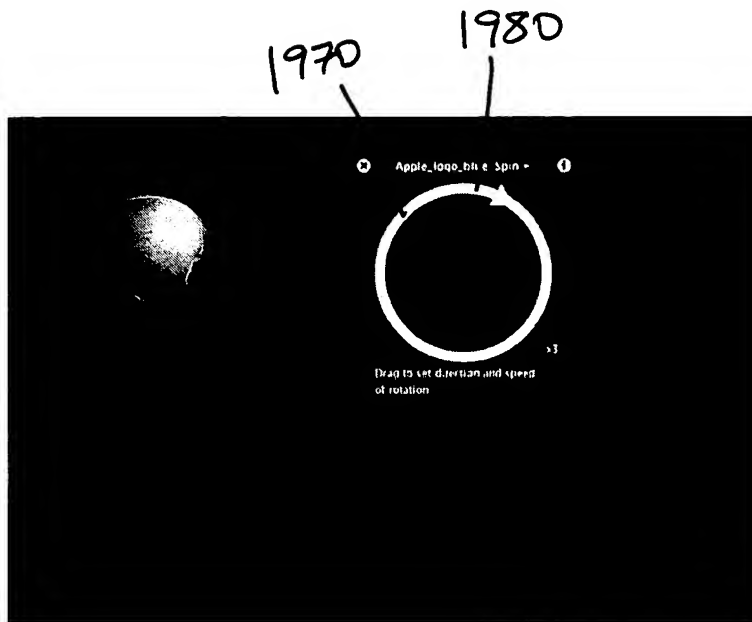 1970
1980
Apple_logo_blue Spin
x3
Drag to set direction and speed
of rotation